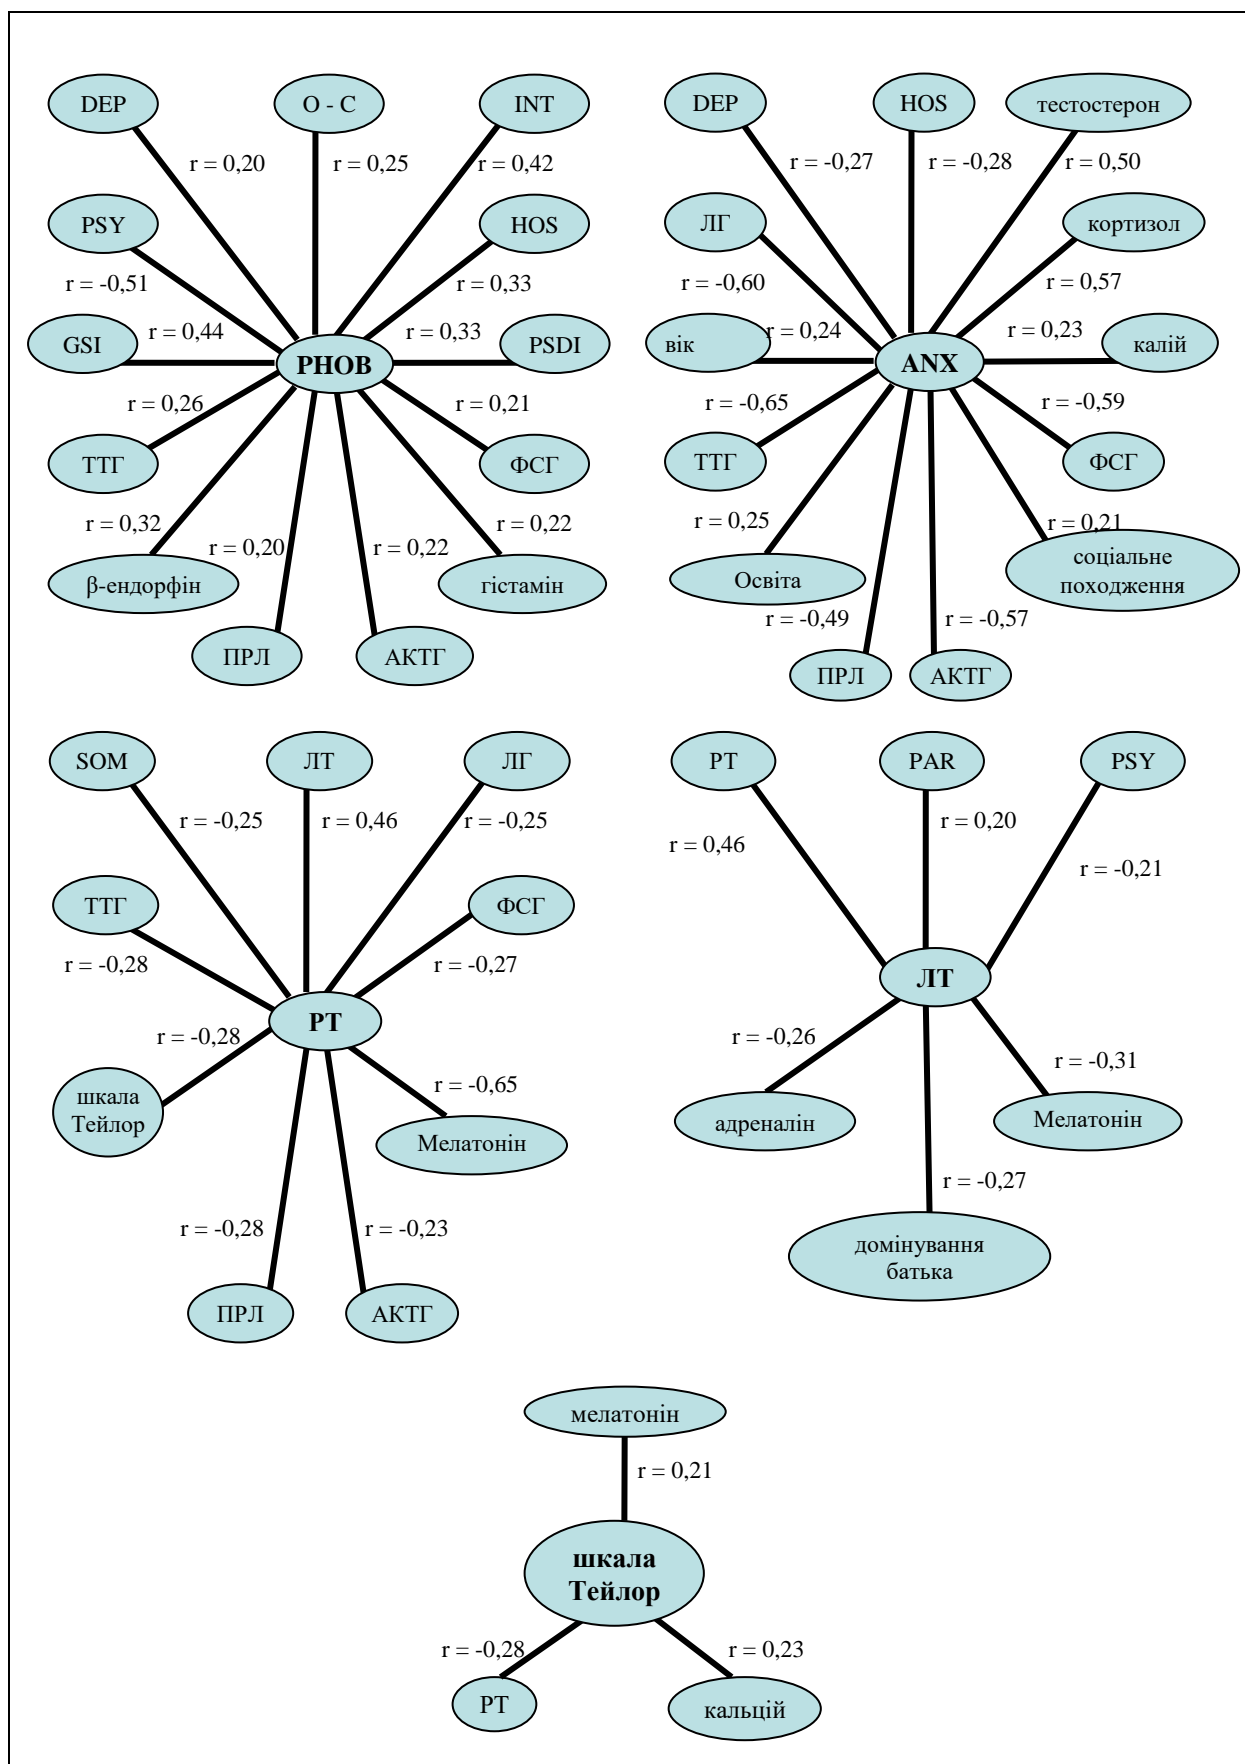 DEP
O - C
INT
r = 0,20
r = 0,25
r = 0,42
PSY
HOS
r = -0,51
r = 0,33
GSI
r = 0,44
r = 0,33
PSDI
PHOB
r = 0,26
r = 0,21
ТТГ
ФСГ
r = 0,32
r = 0,20
r = 0,22
r = 0,22
β-ендорфін
гістамін
ПРЛ
АКТГ
DEP
HOS
тестостерон
r = -0,27
r = -0,28
r = 0,50
ЛГ
кортизол
r = -0,60
r = 0,57
вік
r = 0,24
r = 0,23
калій
ANX
r = -0,65
r = -0,59
ТТГ
ФСГ
r = 0,25
r = 0,21
Освіта
соціальне
походження
r = -0,49
r = -0,57
ПРЛ
АКТГ
SOM
ЛТ
ЛГ
r = -0,25
r = 0,46
r = -0,25
ТТГ
ФСГ
r = -0,28
r = -0,27
РТ
r = -0,28
r = -0,65
шкала
Тейлор
Мелатонін
r = -0,28
r = -0,23
ПРЛ
АКТГ
РТ
PAR
PSY
r = 0,46
r = 0,20
r = -0,21
ЛТ
r = -0,26
r = -0,31
адреналін
Мелатонін
r = -0,27
домінування
батька
мелатонін
r = 0,21
шкала
Тейлор
r = -0,28
r = 0,23
РТ
кальцій